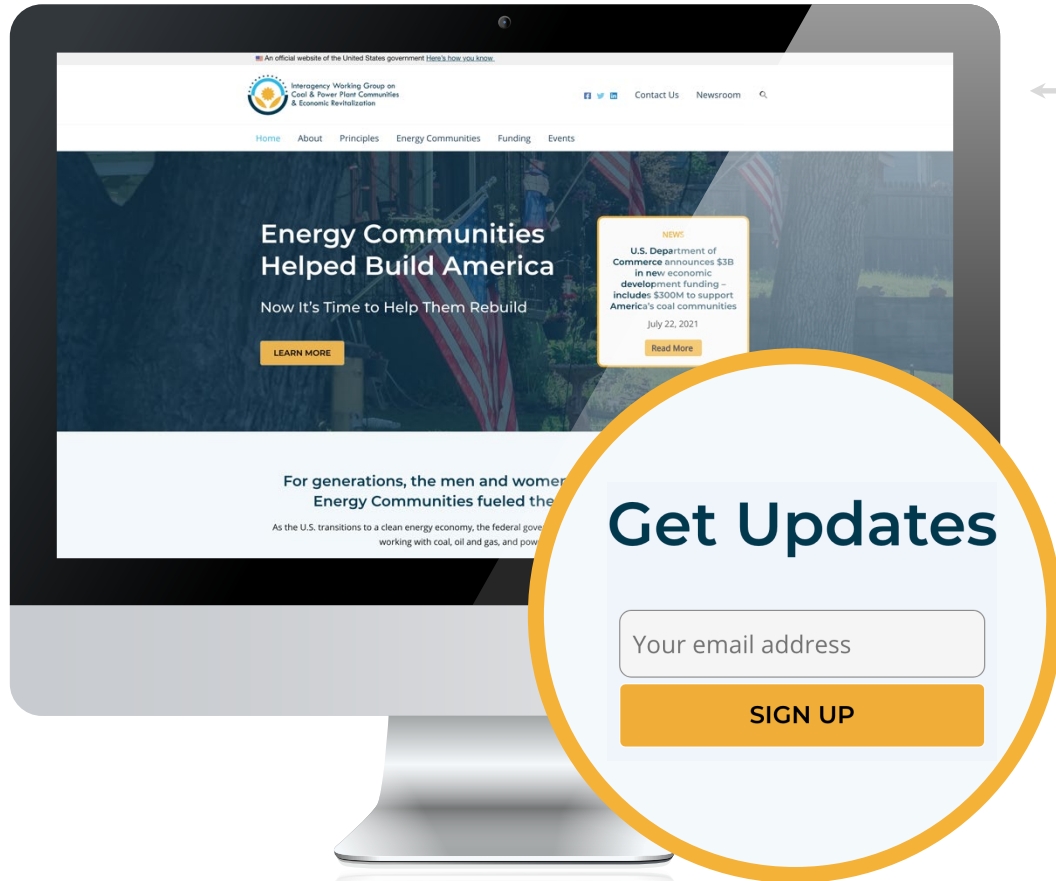 An official website of the United States government Here's how you know.
Interagency Working Group on
Coal & Power Plant Communities
& Economic Revitalization
Contact Us Newsroom
Home About Principles Energy Communities Funding Events
Energy Communities
Helped Build America
Now It's Time to Help Them Rebuild
LEARN MORE
NEWS
U.S. Department of
Commerce announces $3B
in new economic
development funding –
includes $300M to support
America's coal communities
July 22, 2021
Read More
For generations, the men and women
Energy Communities fueled the
As the U.S. transitions to a clean energy economy, the federal gove
working with coal, oil and gas, and pow
Get Updates
Your email address
SIGN UP